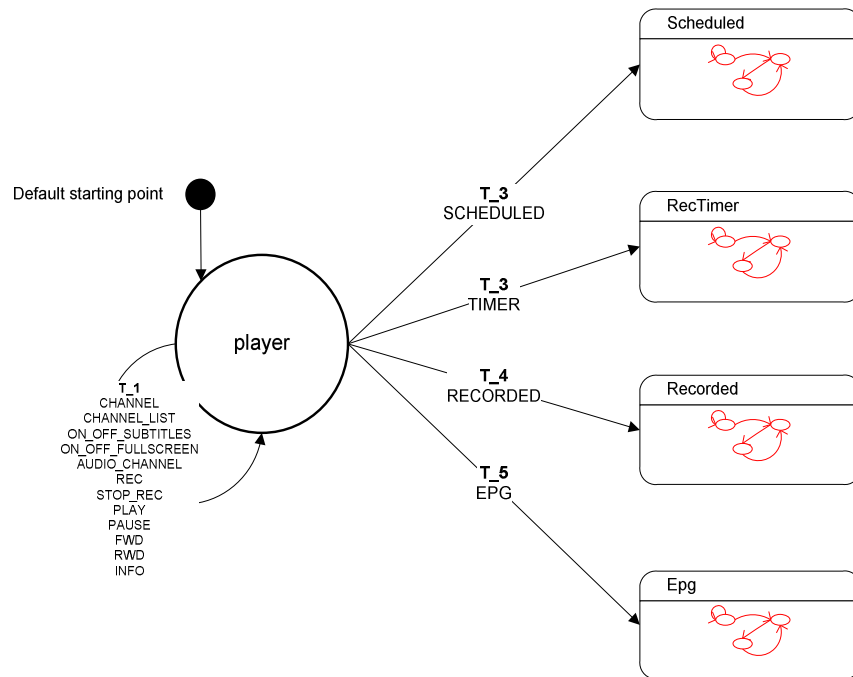 Scheduled
T_3
SCHEDULED
Default starting point
RecTimer
T_3
TIMER
player
T_4
RECORDED
Recorded
T_1
CHANNEL
CHANNEL_LIST
ON_OFF_SUBTITLES
ON_OFF_FULLSCREEN
AUDIO_CHANNEL
REC
STOP_REC
PLAY
PAUSE
FWD
RWD
INFO
T_5
EPG
Epg